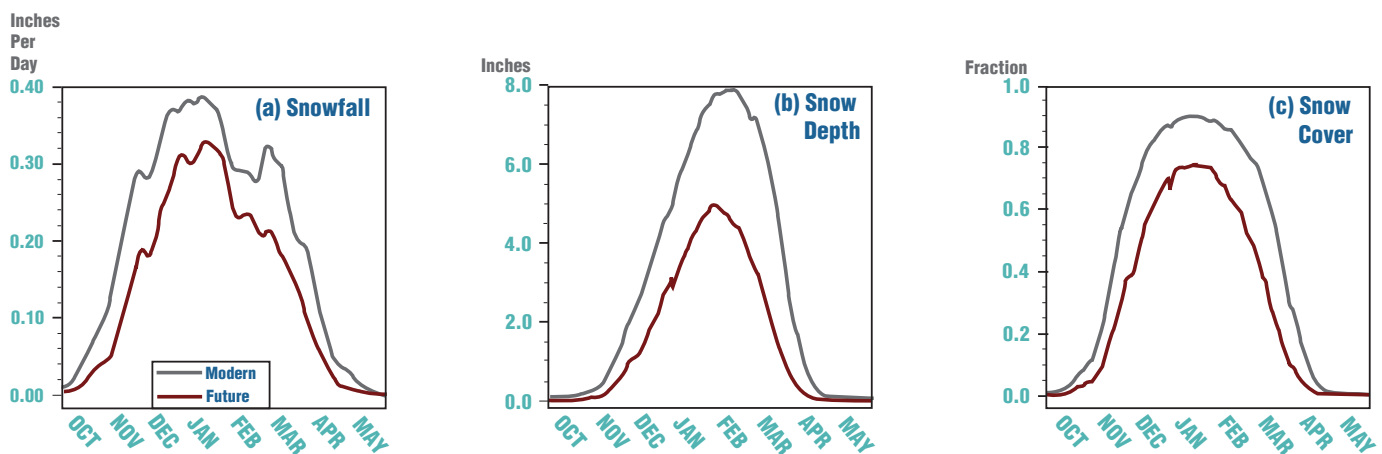 Inches
Per
Day
0.40
0.30
0.20
0.10
0.00
(a) Snowfall
Modern
Future
OCT
NOV
DEC
JAN
FEB
MAR
APR
MAY
Inches
8.0
6.0
4.0
2.0
0.0
(b) Snow
Depth
OCT
NOV
DEC
JAN
FEB
MAR
APR
MAY
Fraction
1.0
0.8
0.6
0.4
0.2
0.0
(c) Snow
Cover
OCT
NOV
DEC
JAN
FEB
MAR
APR
MAY